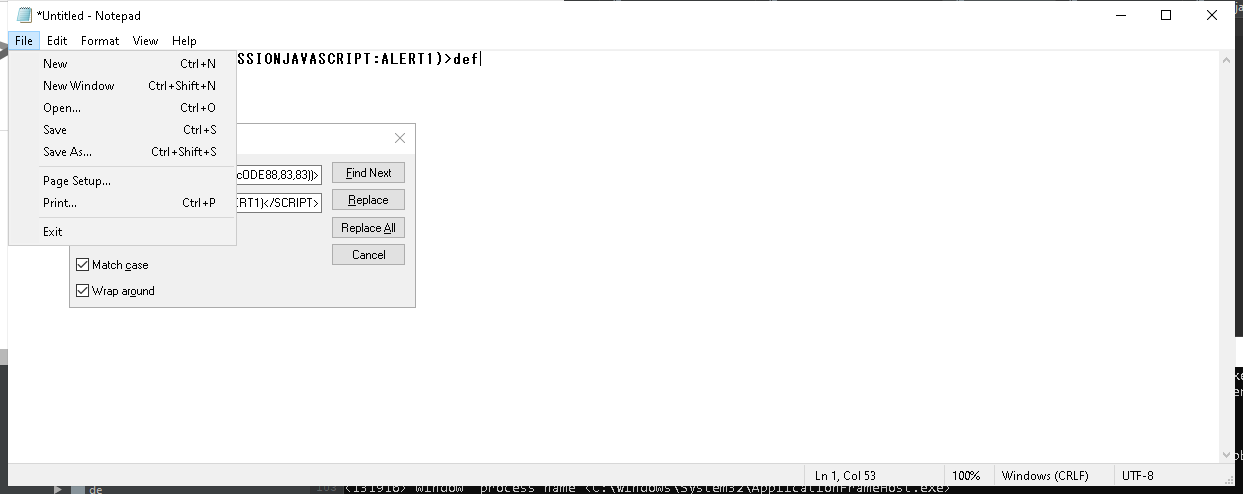 *Untitled - Notepad
File Edit Format View Help
SSIONJAVASCRIPT:ALERT1)>def
New Ctrl+N
New Window Ctrl+Shift+N
Open... Ctrl+O
Save Ctrl+S
Save As... Ctrl+Shift+S
Page Setup...
Print... Ctrl+P
Exit
cODE88,83,83))> Find Next
ERT1)</SCRIPT> Replace
Replace All
Cancel
Match case
Wrap around
Ln 1, Col 53 100% Windows (CRLF) UTF-8
de
<131916> window process name <C:\Windows\System32\ApplicationFrameHost.exe>